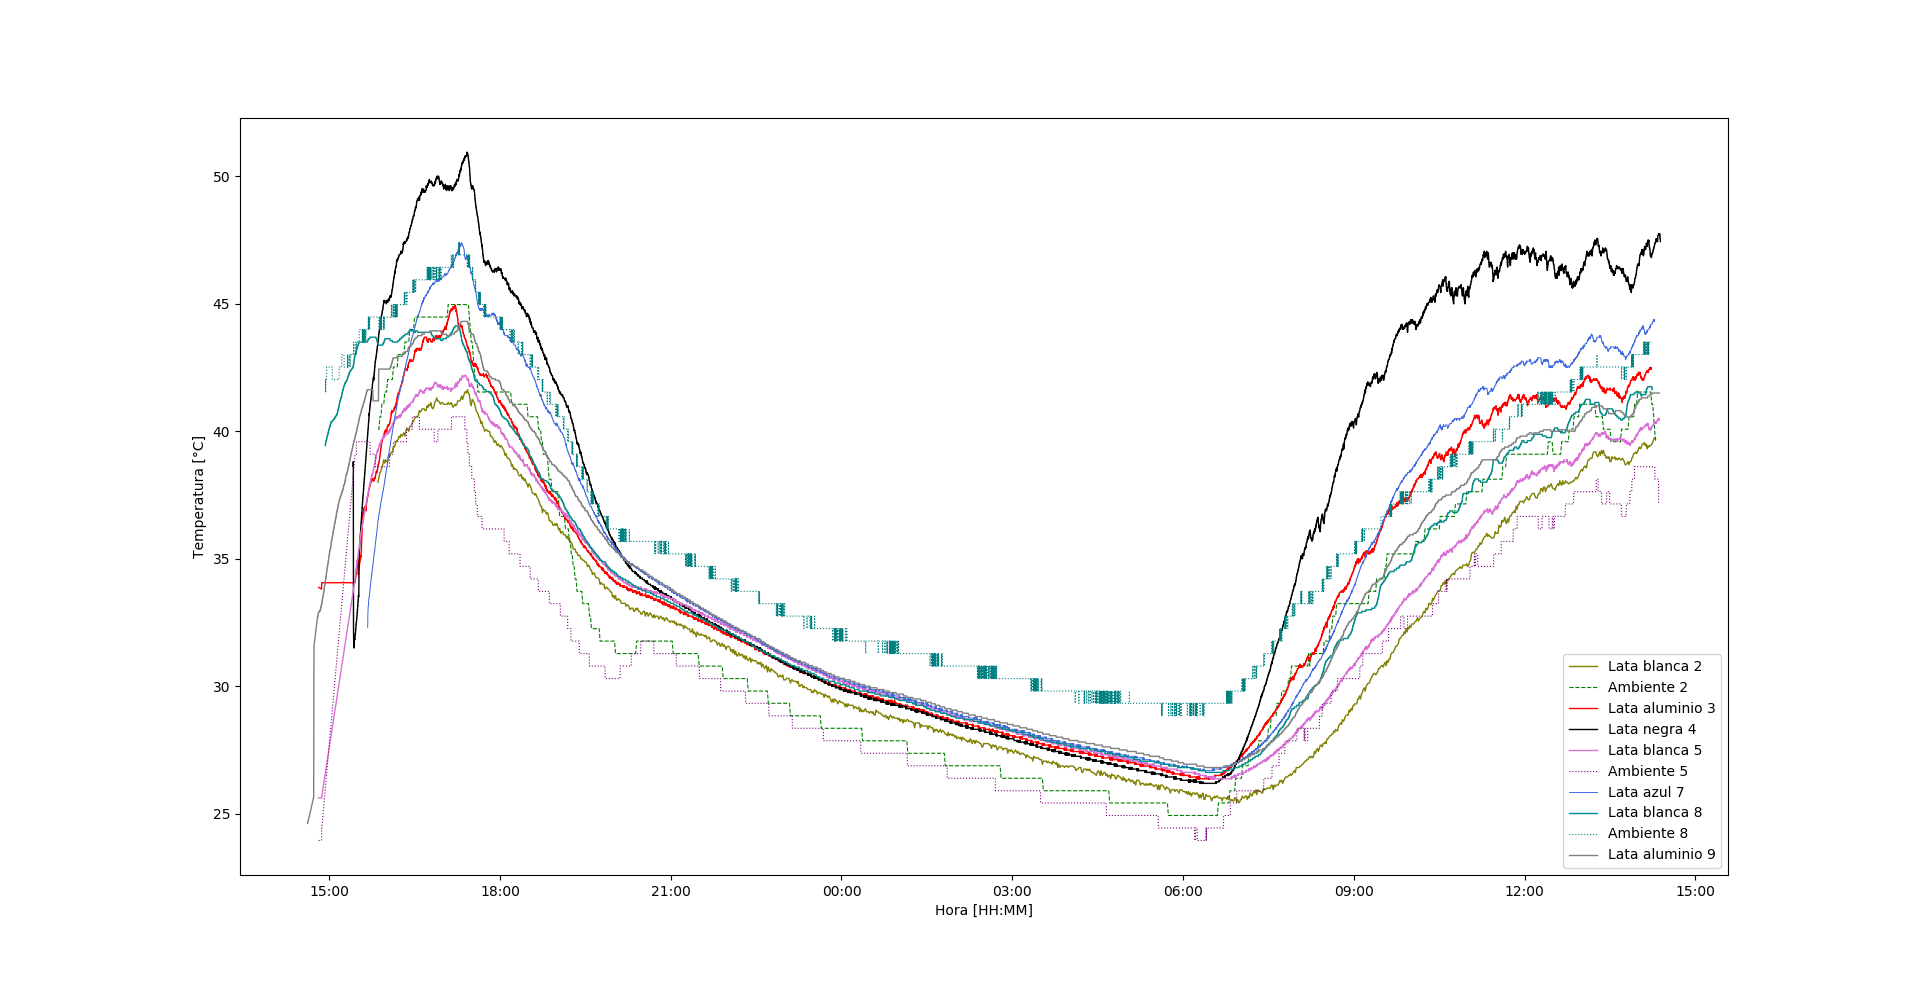 50
45
40
35
30
25
Temperatura [°C]
15:00 18:00 21:00 00:00 03:00 06:00 09:00 12:00 15:00
Hora [HH:MM]
Lata blanca 2
Ambiente 2
Lata aluminio 3
Lata negra 4
Lata blanca 5
Ambiente 5
Lata azul 7
Lata blanca 8
Ambiente 8
Lata aluminio 9